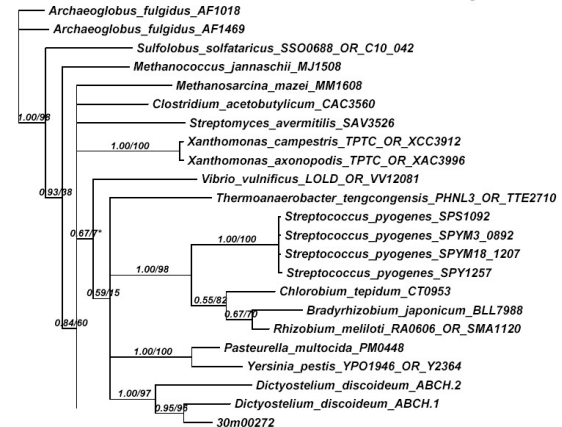 Archaeoglobus_fulgidus_AF1018
Archaeoglobus_fulgidus_AF1469
Sulfolobus_solfataricus_SSO0688_OR_C10_042
Methanococcus_jannaschii_MJ1508
Methanosarcina_mazei_MM1608
Clostridium_acetobutylicum_CAC3560
1.00/98
Streptomyces_avermitilis_SAV3526
Xanthomonas_campestris_TPTC_OR_XCC3912
1.00/100
Xanthomonas_axonopodis_TPTC_OR_XAC3996
Vibrio_vulnificus_LOLD_OR_VV12081
0.93/38
Thermoanaerobacter_tengcongensis_PHNL3_OR_TTE2710
Streptococcus_pyogenes_SPS1092
0.67/7*
Streptococcus_pyogenes_SPYM3_0892
1.00/100
Streptococcus_pyogenes_SPYM18_1207
1.00/98
Streptococcus_pyogenes_SPY1257
0.59/15
Chlorobium_tepidum_CT0953
0.55/82
Bradyrhizobium_japonicum_BLL7988
0.67/70
0.84/60
Rhizobium_meliloti_RA0606_OR_SMA1120
Pasteurella_multocida_PM0448
1.00/100
Yersinia_pestis_YPO1946_OR_Y2364
Dictyostelium_discoideum_ABCH.2
1.00/97
Dictyostelium_discoideum_ABCH.1
30m00272